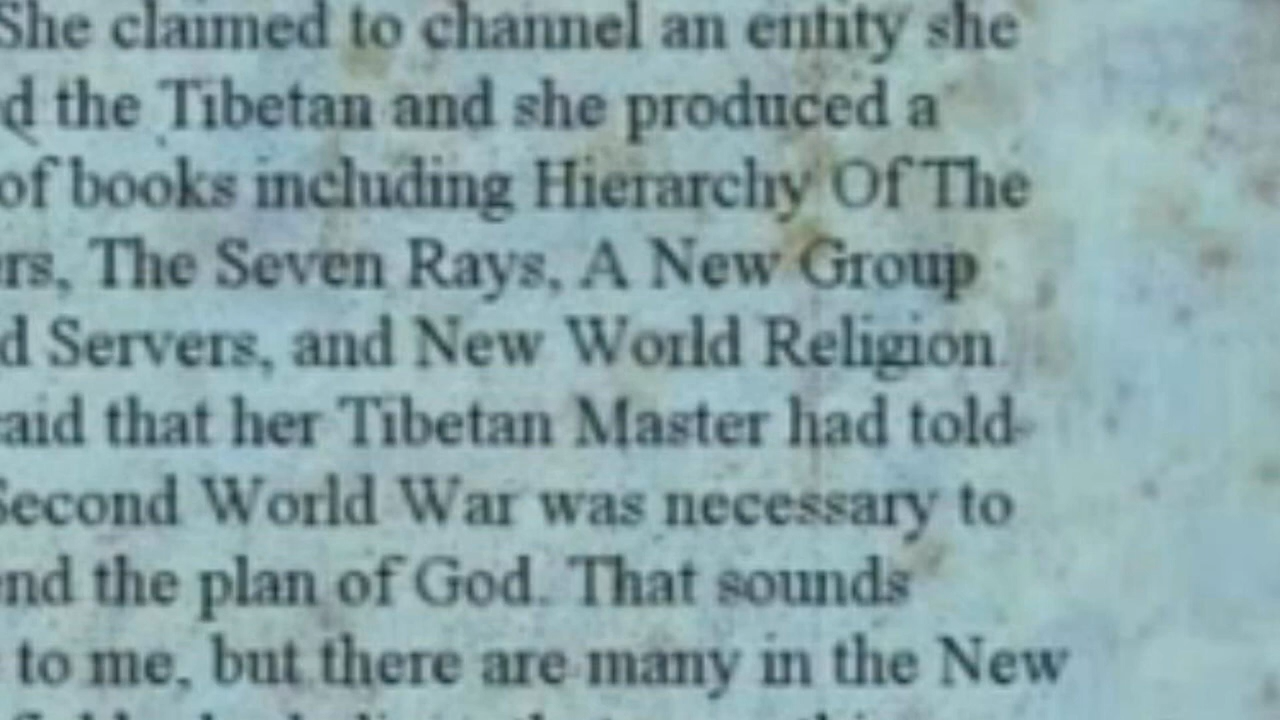 She claimed to channel an entity she
d the Tibetan and she produced a
of books including Hierarchy Of The
rs, The Seven Rays, A New Group
d Servers, and New World Religion.
aid that her Tibetan Master had told
Second World War was necessary to
nd the plan of God. That sounds
to me, but there are many in the New